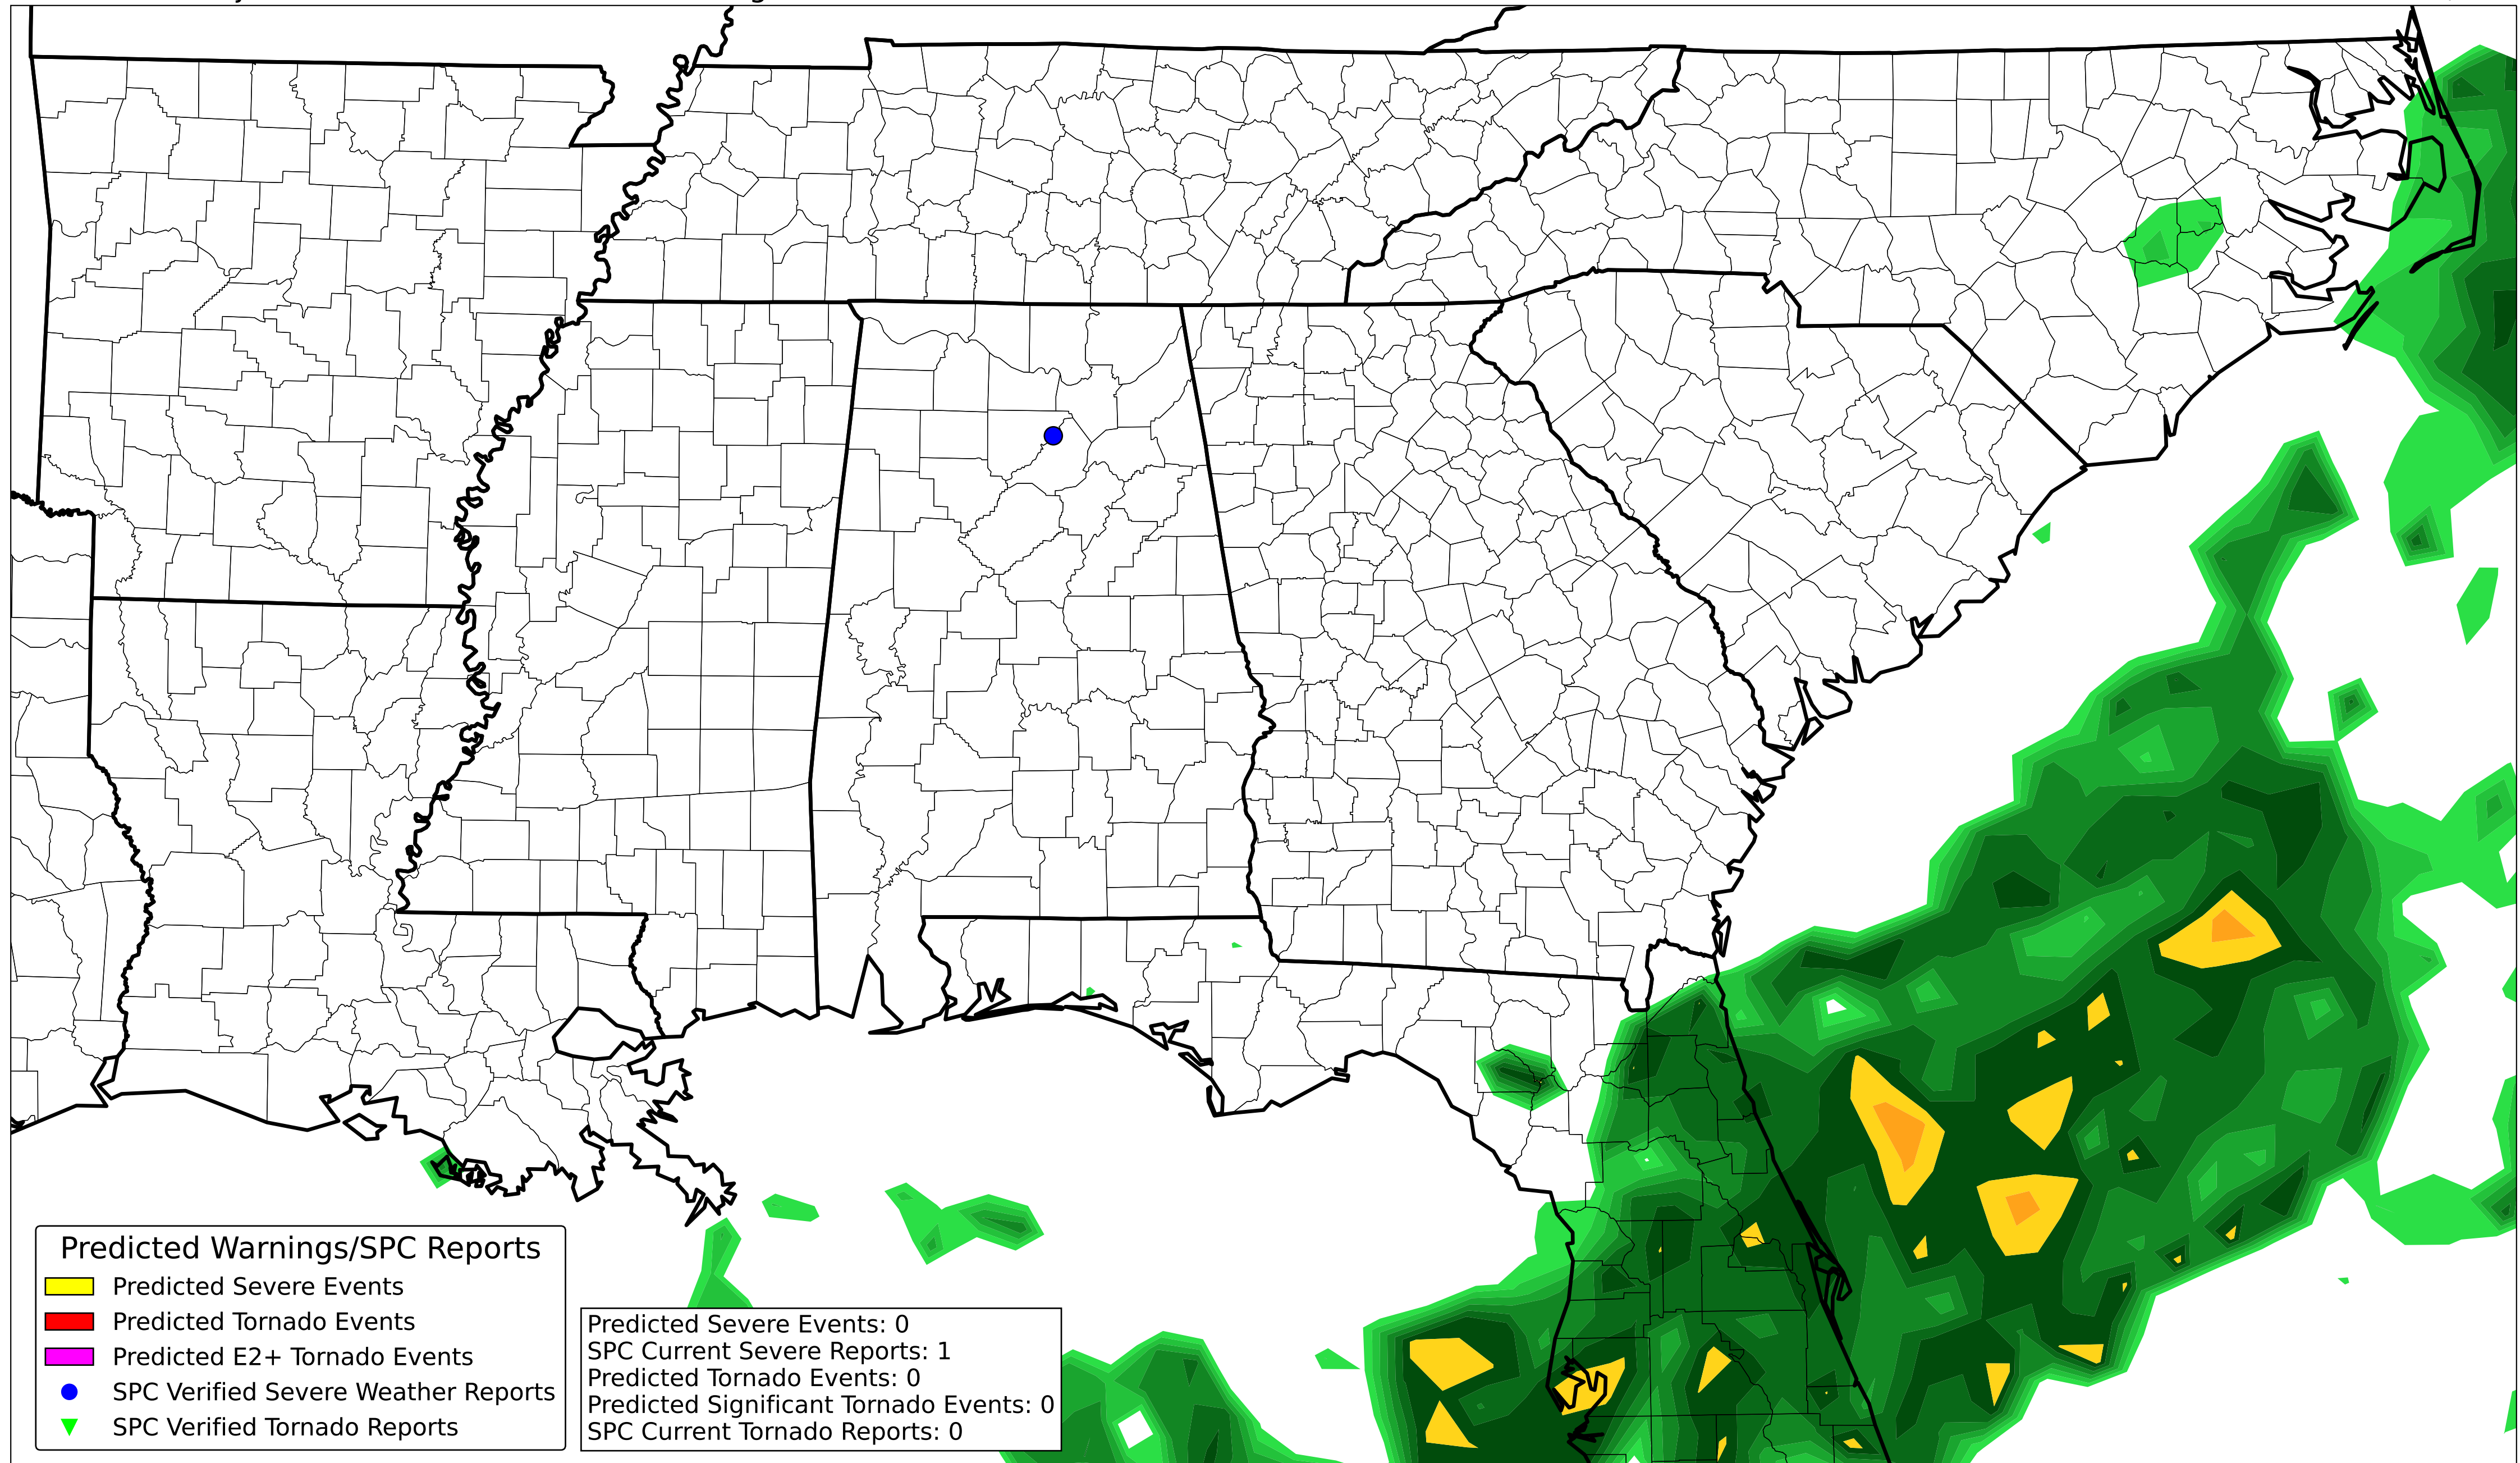 Predicted Warnings/SPC Reports
Predicted Severe Events
Predicted Tornado Events
Predicted E2+ Tornado Events
SPC Verified Severe Weather Reports
SPC Verified Tornado Reports
Predicted Severe Events: 0
SPC Current Severe Reports: 1
Predicted Tornado Events: 0
Predicted Significant Tornado Events: 0
SPC Current Tornado Reports: 0